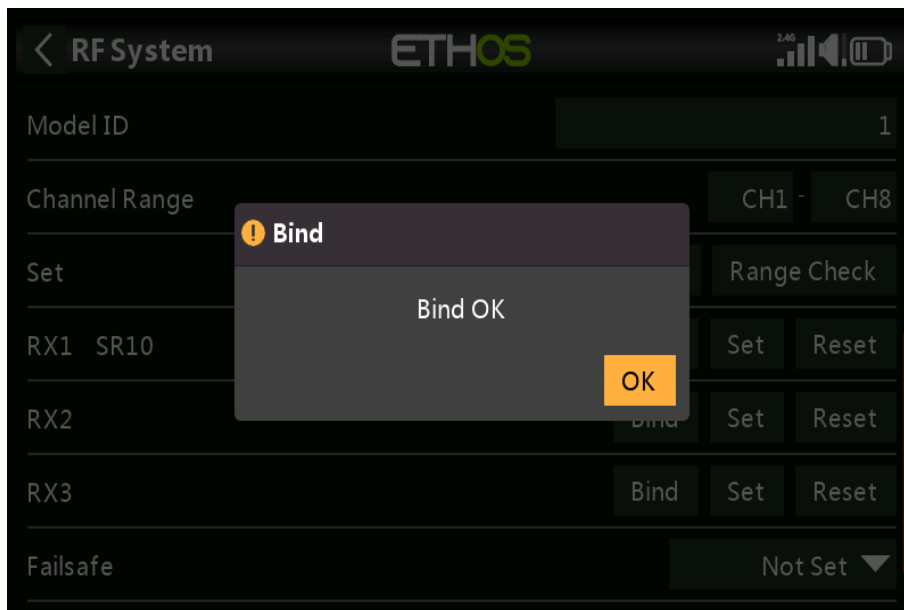 RF System ETHOS 2.4G
Model ID 1
Channel Range CH1 - CH8
Bind
Set Range Check
Bind OK
RX1 SR10 Set Reset
OK
RX2 Bind Set Reset
RX3 Bind Set Reset
Failsafe Not Set